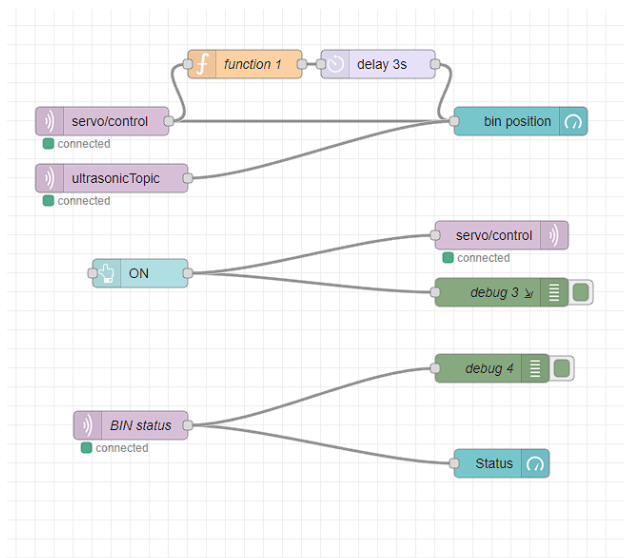 function 1
delay 3s
servo/control
bin position
connected
ultrasonicTopic
connected
servo/control
connected
ON
debug 3
debug 4
BIN status
connected
Status